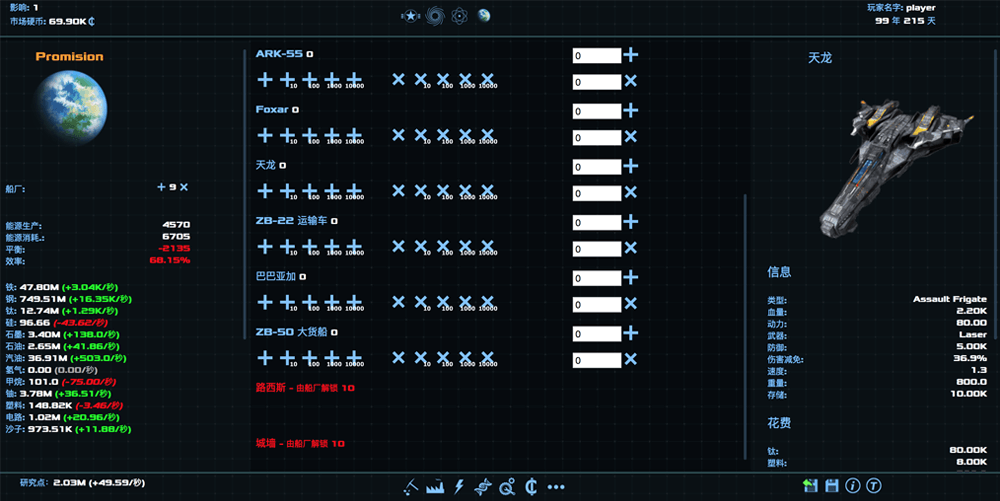 影响: 1
市场硬币: 69.90K ₵
玩家名字: player
99 年 215 天
Promision
船厂: + 9 ×
能源生产: 4570
能源消耗.: 6705
平衡: -2135
效率: 68.15%
铁: 47.80M (+3.04K/秒)
钢: 749.51M (+16.35K/秒)
钛: 12.74M (+1.29K/秒)
硅: 96.66 (-43.62/秒)
石墨: 3.40M (+138.0/秒)
石油: 2.65M (+41.86/秒)
汽油: 36.91M (+503.0/秒)
氢气: 0.00 (0.00/秒)
甲烷: 101.0 (-75.00/秒)
铀: 3.78M (+36.51/秒)
塑料: 148.82K (-3.46/秒)
电路: 1.02M (+20.96/秒)
沙子: 973.51K (+11.88/秒)
ARK-55 0
0
10 100 1000 10000 10 100 1000 10000
0
Foxar 0
0
10 100 1000 10000 10 100 1000 10000
0
天龙 0
0
10 100 1000 10000 10 100 1000 10000
0
ZB-22 运输车 0
0
10 100 1000 10000 10 100 1000 10000
0
巴巴亚加 0
0
10 100 1000 10000 10 100 1000 10000
0
ZB-50 大货船 0
0
10 100 1000 10000 10 100 1000 10000
0
路西斯 - 由船厂解锁 10
城墙 - 由船厂解锁 10
天龙
信息
类型: Assault Frigate
血量: 2.20K
动力: 80.00
武器: Laser
防御: 5.00K
伤害减免: 36.9%
速度: 1.3
重量: 800.0
存储: 10.00K
花费
钛: 80.00K
塑料: 8.00K
研究点: 2.03M (+49.59/秒)